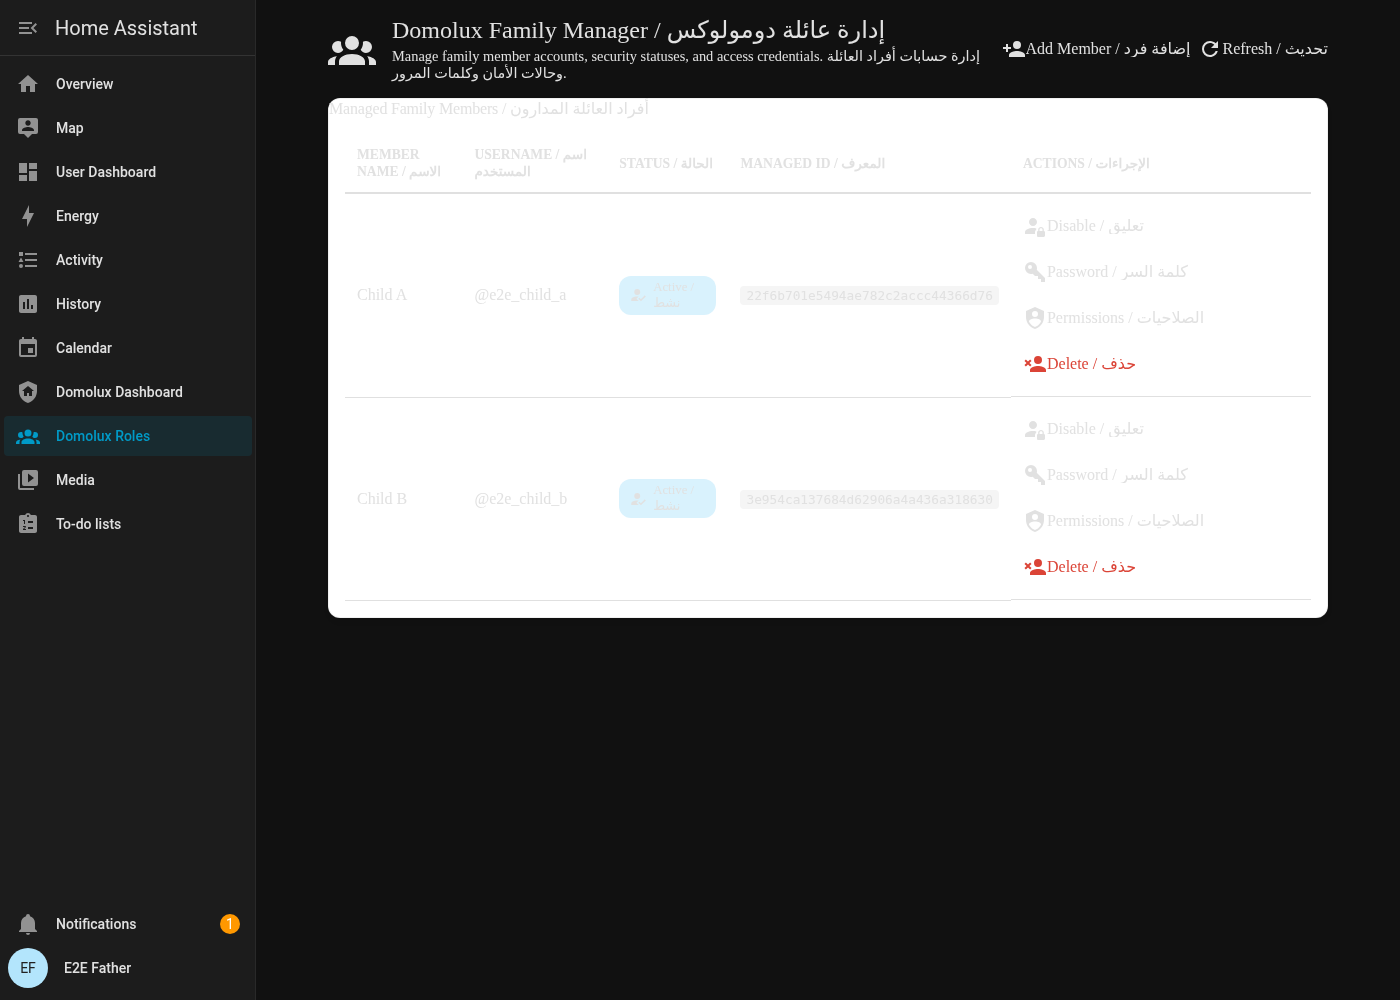 Home Assistant
Overview
Map
User Dashboard
Energy
Activity
History
Calendar
Domolux Dashboard
Domolux Roles
Media
To-do lists
Notifications
1
EF
E2E Father
Domolux Family Manager / إدارة عائلة دومولوكس
Manage family member accounts, security statuses, and access credentials. إدارة حسابات أفراد العائلة
وحالات الأمان وكلمات المرور.
Add Member / إضافة فرد
Refresh / تحديث
Managed Family Members / أفراد العائلة المدارون
MEMBER
NAME / الاسم
USERNAME / اسم
المستخدم
STATUS / الحالة
MANAGED ID / المعرف
ACTIONS / الإجراءات
Child A
@e2e_child_a
Active /
نشط
22f6b701e5494ae782c2accc44366d76
Disable / تعليق
Password / كلمة السر
Permissions / الصلاحيات
Delete / حذف
Child B
@e2e_child_b
Active /
نشط
3e954ca137684d62906a4a436a318630
Disable / تعليق
Password / كلمة السر
Permissions / الصلاحيات
Delete / حذف